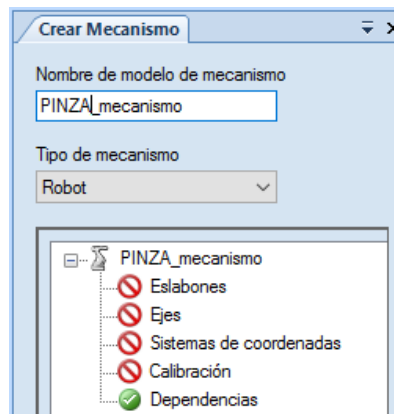 Crear Mecanismo
Nombre de modelo de mecanismo
PINZA_mecanismo
Tipo de mecanismo
Robot
PINZA_mecanismo
Eslabones
Ejes
Sistemas de coordenadas
Calibración
Dependencias